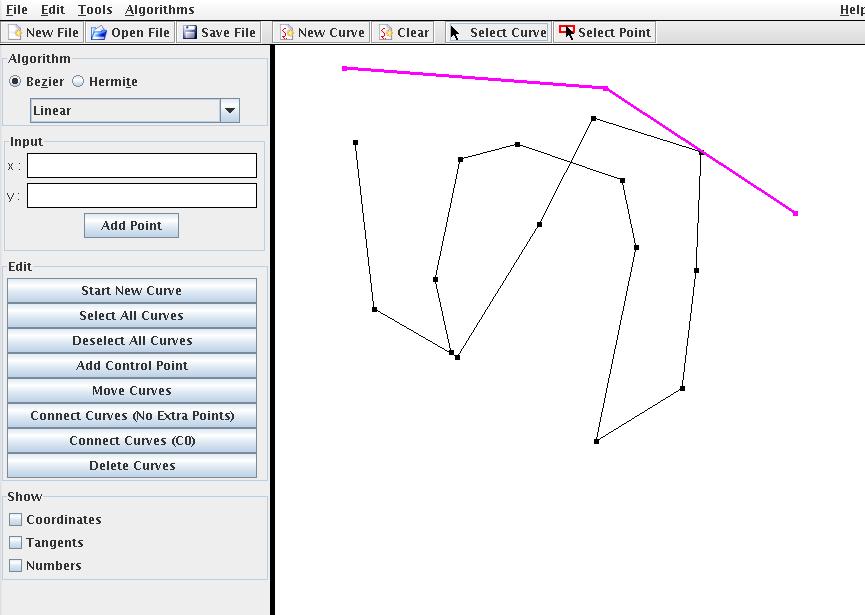 File Edit Tools Algorithms Help
New File Open File Save File New Curve Clear Select Curve Select Point
Algorithm
Bezier Hermite
Linear
Input
x :
y :
Add Point
Edit
Start New Curve
Select All Curves
Deselect All Curves
Add Control Point
Move Curves
Connect Curves (No Extra Points)
Connect Curves (C0)
Delete Curves
Show
Coordinates
Tangents
Numbers